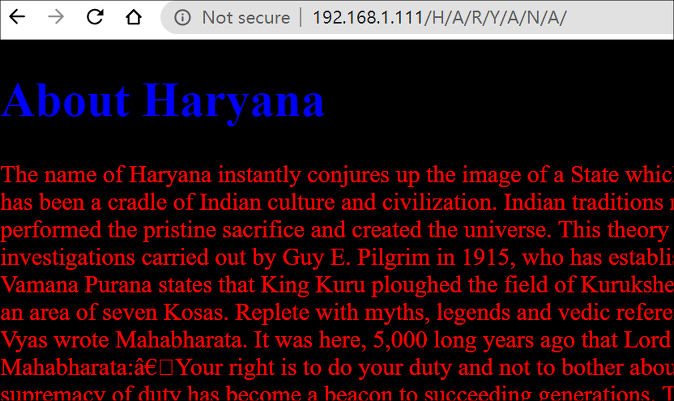 Not secure | 192.168.1.111/H/A/R/Y/A/N/A/
About Haryana
The name of Haryana instantly conjures up the image of a State whic
has been a cradle of Indian culture and civilization. Indian traditions r
performed the pristine sacrifice and created the universe. This theory
investigations carried out by Guy E. Pilgrim in 1915, who has establis
Vamana Purana states that King Kuru ploughed the field of Kurukshe
an area of seven Kosas. Replete with myths, legends and vedic refere
Vyas wrote Mahabharata. It was here, 5,000 long years ago that Lord
Mahabharata:â€□Your right is to do your duty and not to bother abou
supremacy of duty has become a beacon to succeeding generations. T